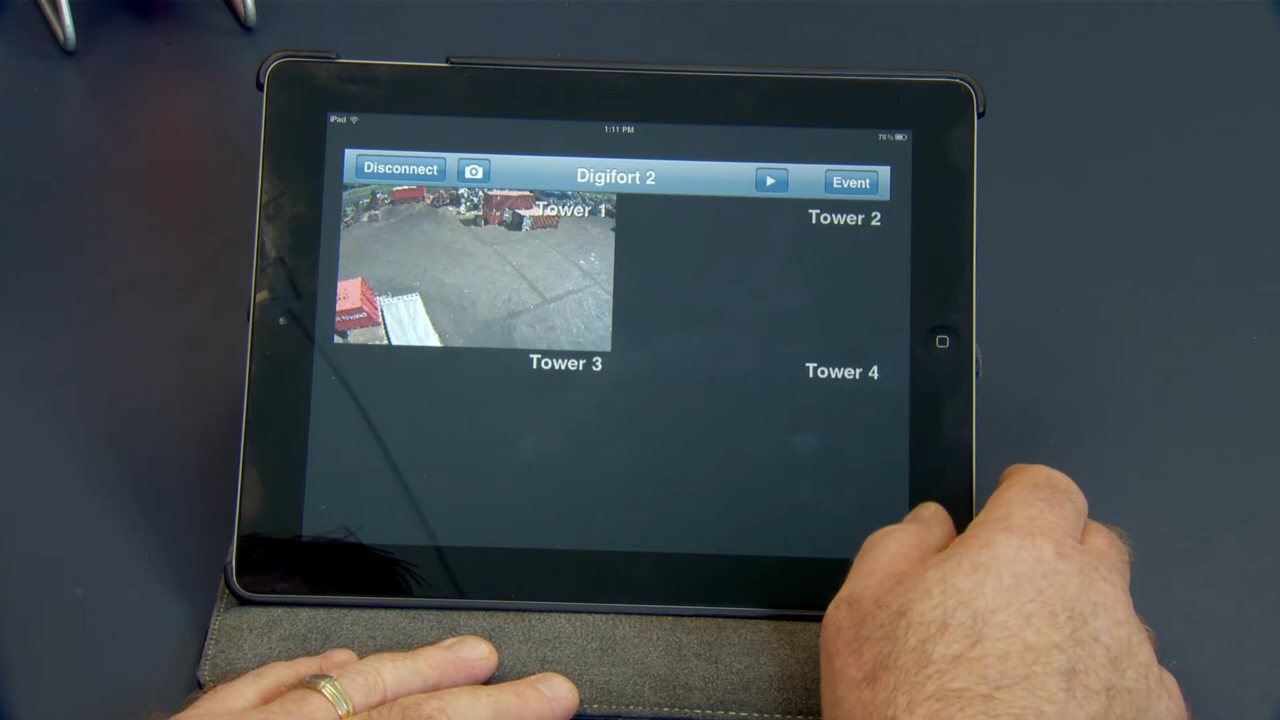 iPad
1:11 PM
78%
Disconnect
Digifort 2
Event
Tower 1
Tower 2
Tower 3
Tower 4